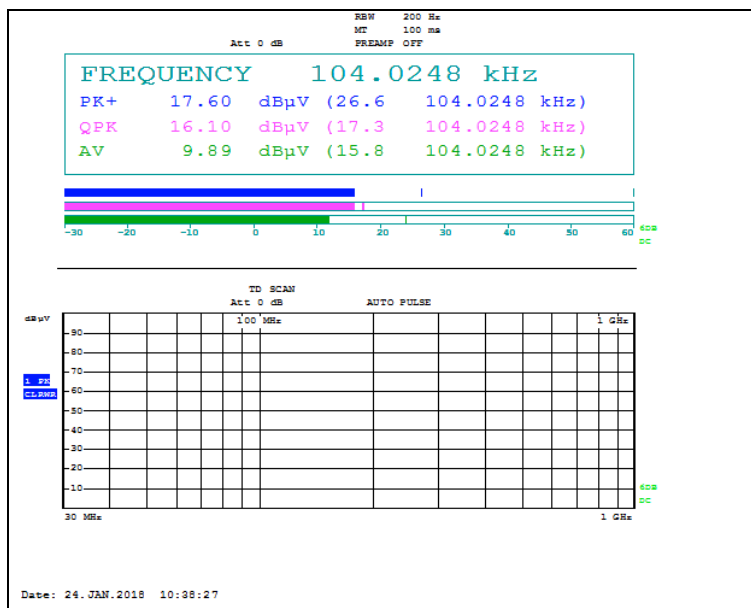 RBW 200 Hz
MT 100 ms
Att 0 dB PREAMP OFF
FREQUENCY 104.0248 kHz
PK+ 17.60 dBµV (26.6 104.0248 kHz)
QPK 16.10 dBµV (17.3 104.0248 kHz)
AV 9.89 dBµV (15.8 104.0248 kHz)
-30 -20 -10 0 10 20 30 40 50 60
6DB
DC
TD SCAN
Att 0 dB AUTO PULSE
dBµV 100 MHz 1 GHz
90
80
70
1 PK
CLRWR
60
50
40
30
20
10
6DB
DC
30 MHz 1 GHz
Date: 24.JAN.2018 10:38:27